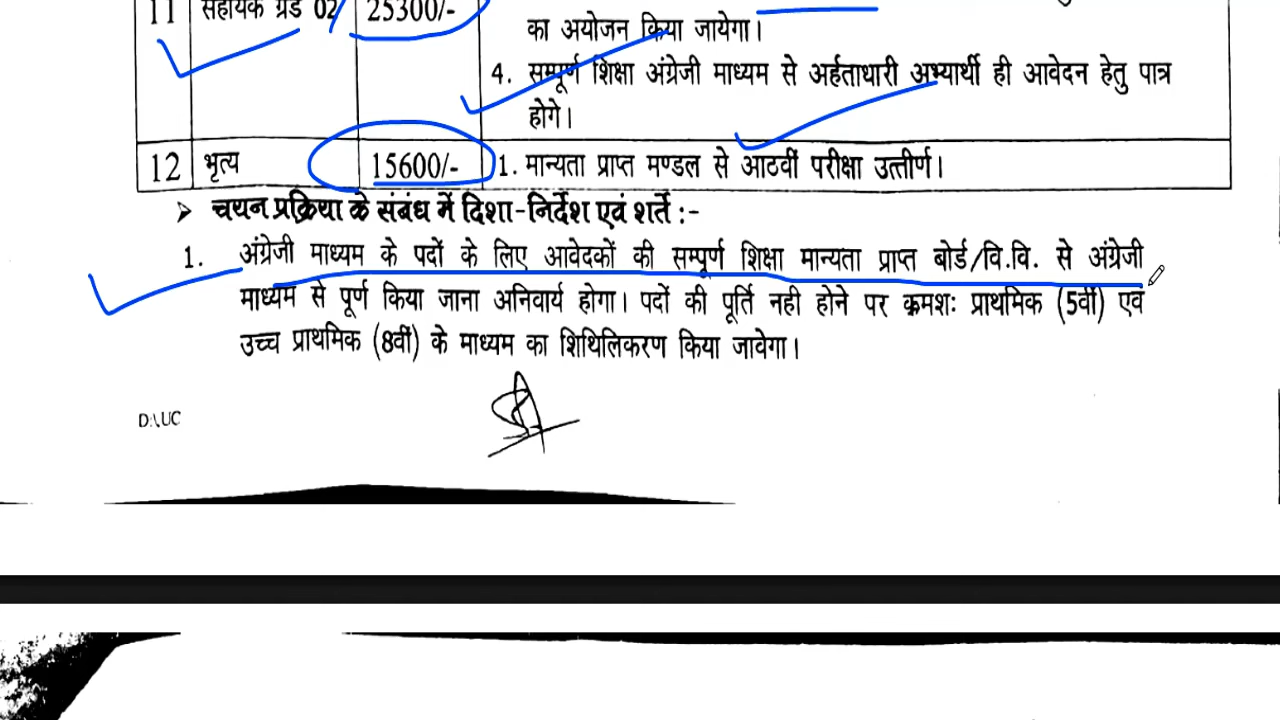 11 सहायक ग्रेड 02 25300/-
का अयोजन किया जायेगा।
4. सम्पूर्ण शिक्षा अंग्रेजी माध्यम से अर्हताधारी अभ्यार्थी ही आवेदन हेतु पात्र
होगे।
12 भृत्य 15600/- 1. मान्यता प्राप्त मण्डल से आठवीं परीक्षा उत्तीर्ण।
➢ चयन प्रक्रिया के संबंध में दिशा-निर्देश एवं शर्ते :-
1. अंग्रेजी माध्यम के पदों के लिए आवेदकों की सम्पूर्ण शिक्षा मान्यता प्राप्त बोर्ड/वि.वि. से अंग्रेजी
माध्यम से पूर्ण किया जाना अनिवार्य होगा। पदों की पूर्ति नही होने पर क्रमशः प्राथमिक (5वीं) एवं
उच्च प्राथमिक (8वीं) के माध्यम का शिथिलिकरण किया जावेगा।
D:\UC